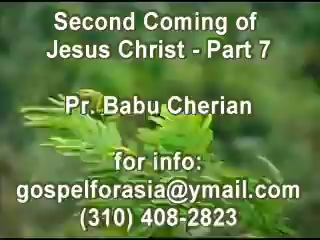 Second Coming of
Jesus Christ - Part 7
Pr. Babu Cherian
for info:
gospelforasia@ymail.com
(310) 408-2823